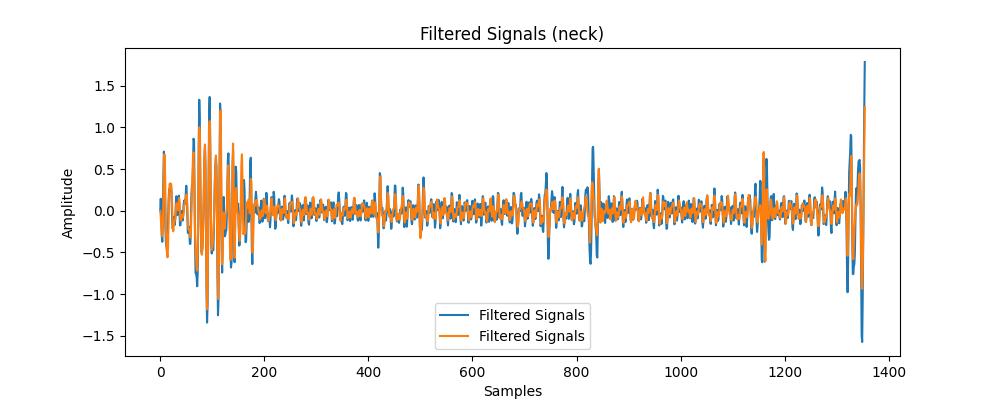 Filtered Signals (neck)
Amplitude
1.5
1.0
0.5
0.0
−0.5
−1.0
−1.5
Filtered Signals
Filtered Signals
0 200 400 600 800 1000 1200 1400
Samples